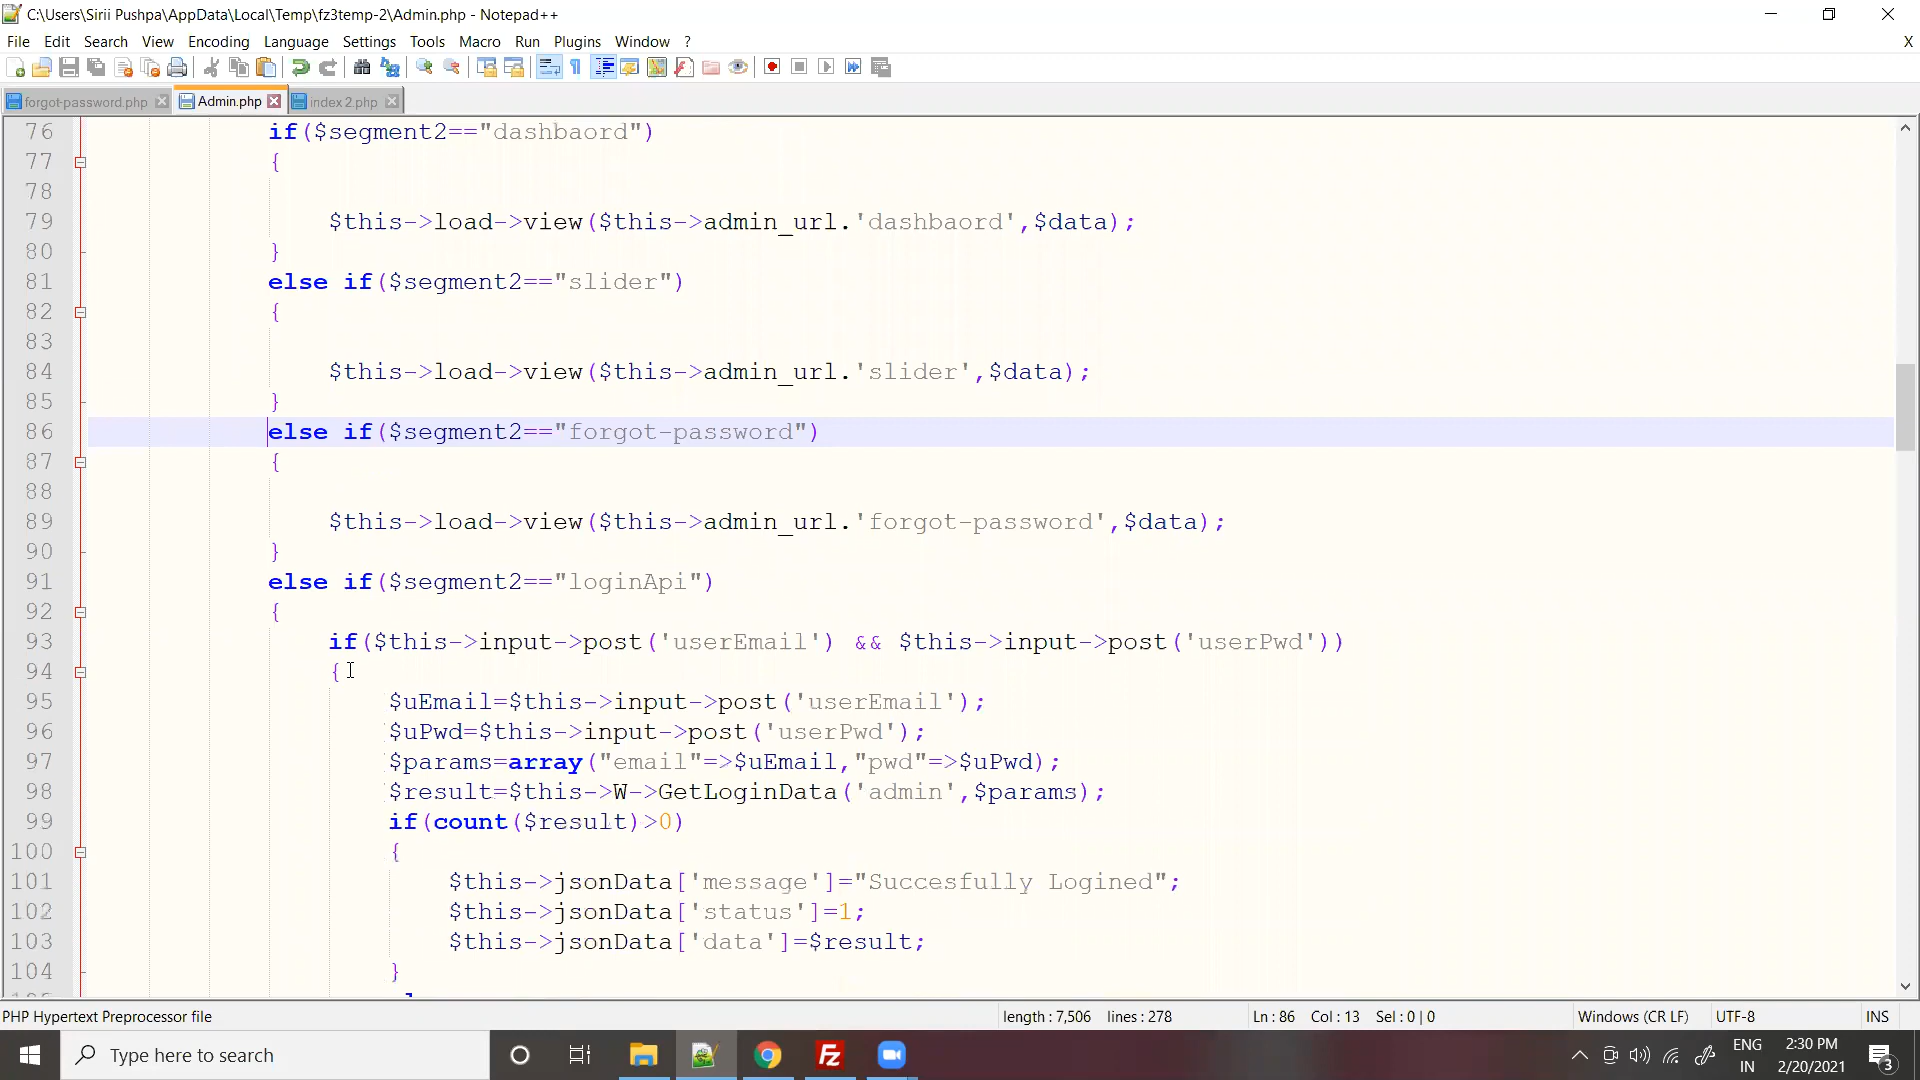 C:\Users\Sirii Pushpa\AppData\Local\Temp\fz3temp-2\Admin.php - Notepad++
File Edit Search View Encoding Language Settings Tools Macro Run Plugins Window ? X
forgot-password.php Admin.php index2.php
76 if($segment2=="dashbaord")
77 {
78
79 $this->load->view($this->admin_url.'dashbaord',$data);
80 }
81 else if($segment2=="slider")
82 {
83
84 $this->load->view($this->admin_url.'slider',$data);
85 }
86 else if($segment2=="forgot-password")
87 {
88
89 $this->load->view($this->admin_url.'forgot-password',$data);
90 }
91 else if($segment2=="loginApi")
92 {
93 if($this->input->post('userEmail') && $this->input->post('userPwd'))
94 {
95 $uEmail=$this->input->post('userEmail');
96 $uPwd=$this->input->post('userPwd');
97 $params=array("email"=>$uEmail,"pwd"=>$uPwd);
98 $result=$this->W->GetLoginData('admin',$params);
99 if(count($result)>0)
100 {
101 $this->jsonData['message']="Succesfully Logined";
102 $this->jsonData['status']=1;
103 $this->jsonData['data']=$result;
104 }
PHP Hypertext Preprocessor file length : 7,506 lines : 278 Ln : 86 Col : 13 Sel : 0 | 0 Windows (CR LF) UTF-8 INS
Type here to search
ENG
IN
2:30 PM
2/20/2021
3